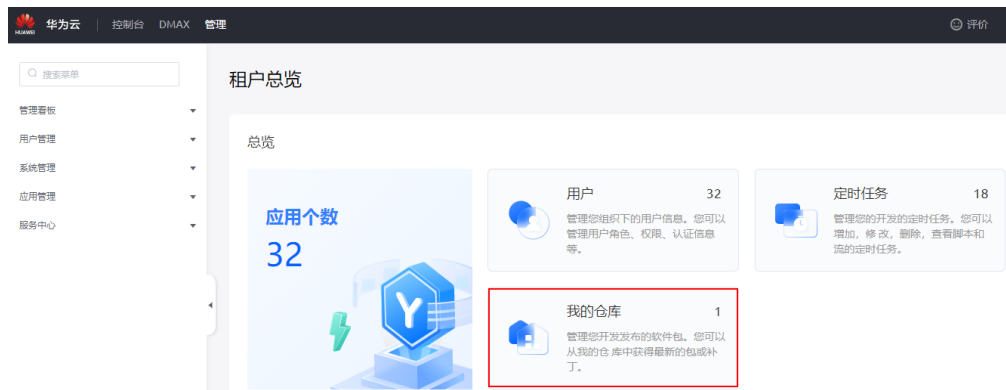 HUAWEI 华为云 控制台 DMAX 管理 评价
搜索菜单
租户总览
管理看板
用户管理
系统管理
应用管理
服务中心
总览
应用个数
32
Y
用户 32
管理您组织下的用户信息。您可以
管理用户角色、权限、认证信息
等。
定时任务 18
管理您的开发的定时任务。您可以
增加，修 改，删除，查看脚本和
流的定时任务。
我的仓库 1
管理您开发发布的软件包。您可以
从我的仓 库中获得最新的包或补
丁。